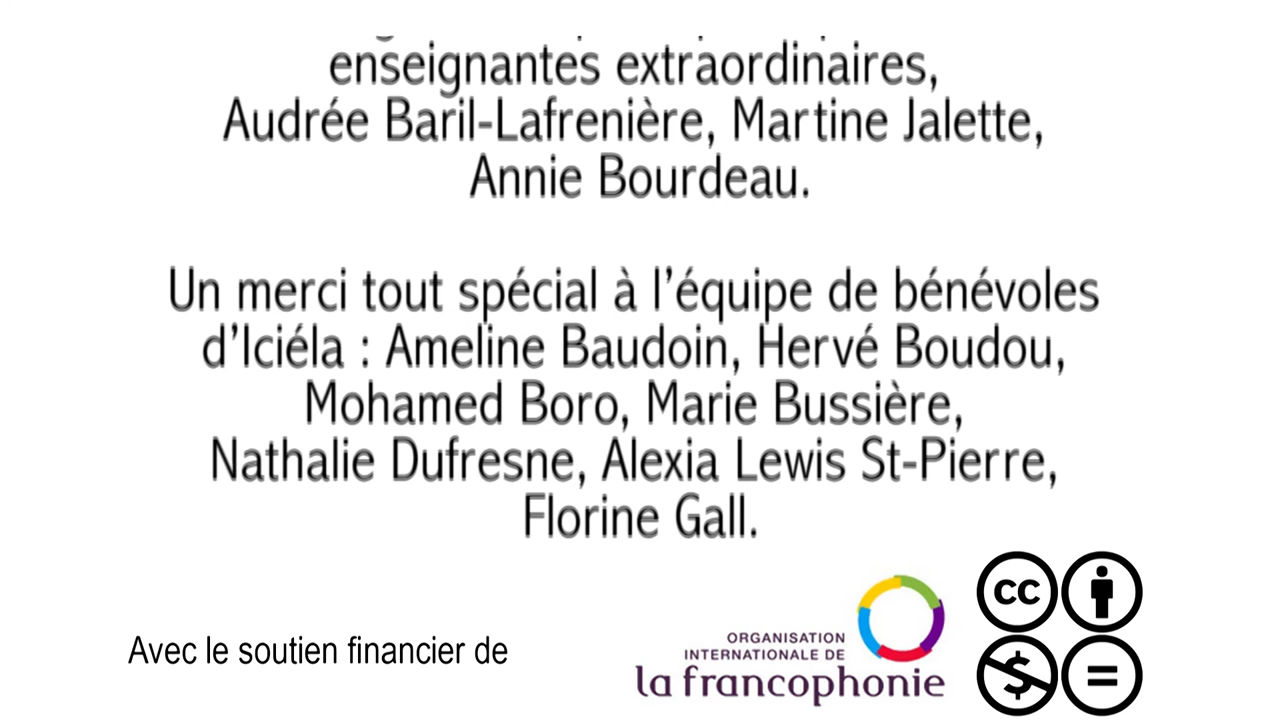 enseignantes extraordinaires,
Audrée Baril-Lafrenière, Martine Jalette,
Annie Bourdeau.
Un merci tout spécial à l'équipe de bénévoles
d'Iciéla : Ameline Baudoin, Hervé Boudou,
Mohamed Boro, Marie Bussière,
Nathalie Dufresne, Alexia Lewis St-Pierre,
Florine Gall.
Avec le soutien financier de
ORGANISATION
INTERNATIONALE DE
la francophonie
cc
$ =